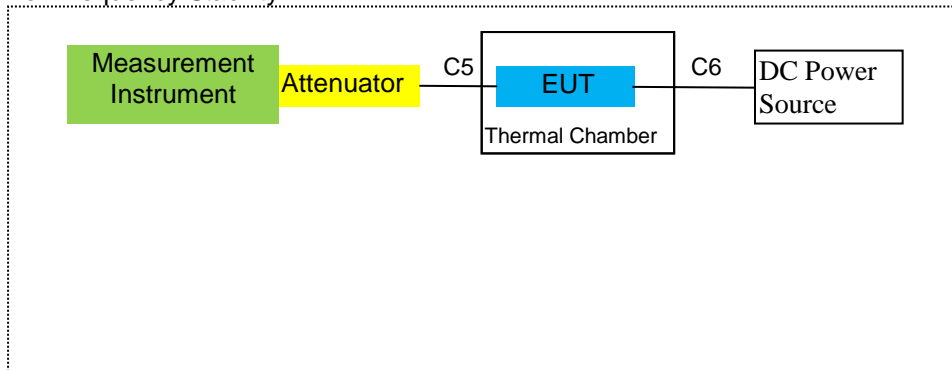 Measurement
Instrument
Attenuator
C5
EUT
Thermal Chamber
C6
DC Power
Source